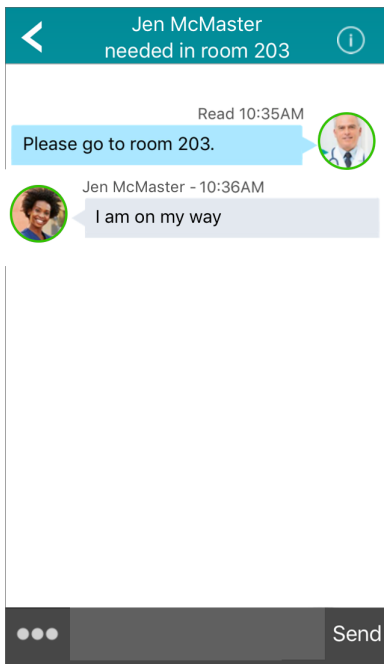 Jen McMaster
needed in room 203
Read 10:35AM
Please go to room 203.
Jen McMaster - 10:36AM
I am on my way
Send